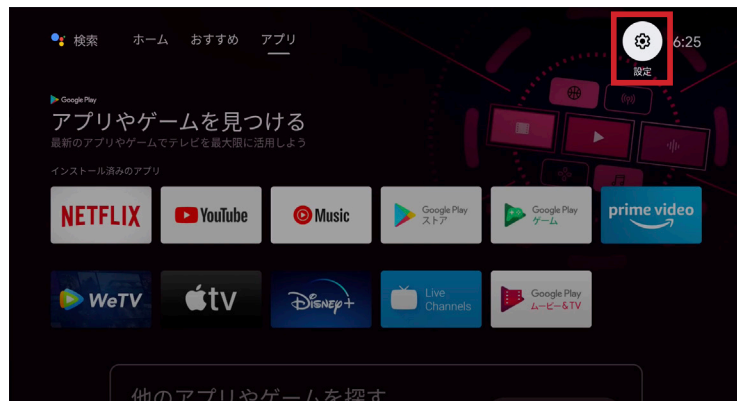 検索 ホーム おすすめ アプリ 6:25
設定
Google Play
アプリやゲームを見つける
最新のアプリやゲームでテレビを最大限に活用しよう
インストール済みのアプリ
NETFLIX YouTube Music Google Play ストア Google Play ゲーム prime video
WeTV tv Disney+ Live Channels Google Play ムービー&TV
他のアプリやゲームを探す